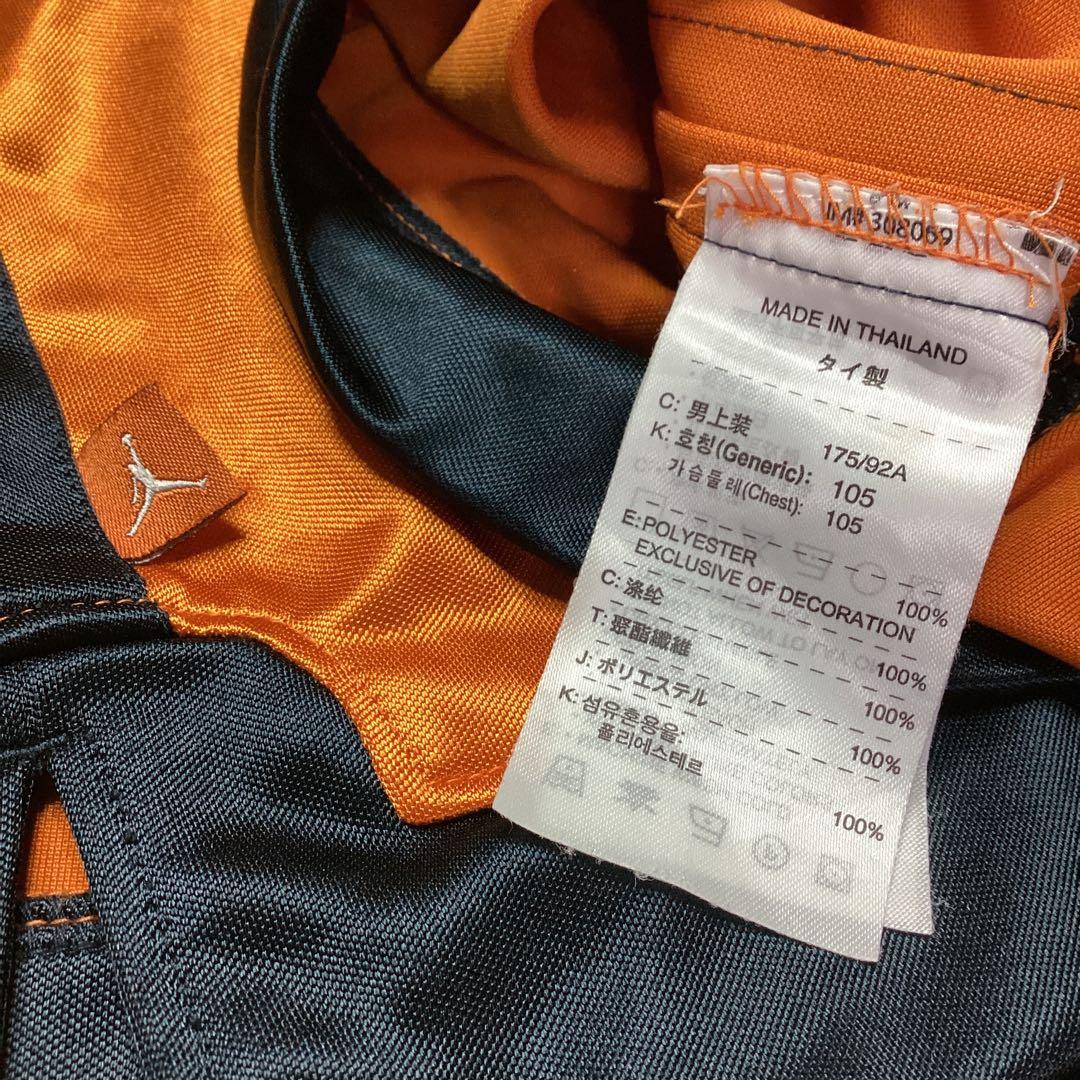 IM# 308069
MADE IN THAILAND
タイ製
C: 男上装 175/92A
K: 호칭(Generic): 105
가슴둘레(Chest): 105
E: POLYESTER 100%
EXCLUSIVE OF DECORATION
C: 涤纶 100%
T: 聚酯纖維 100%
J: ポリエステル 100%
K: 섬유혼용율:
폴리에스테르 100%